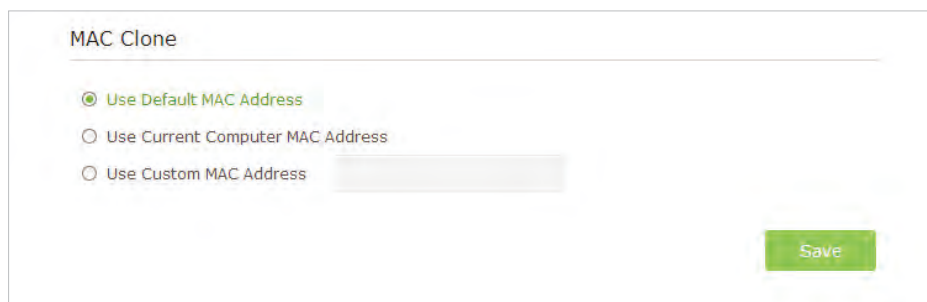 MAC Clone
Use Default MAC Address
Use Current Computer MAC Address
Use Custom MAC Address
Save